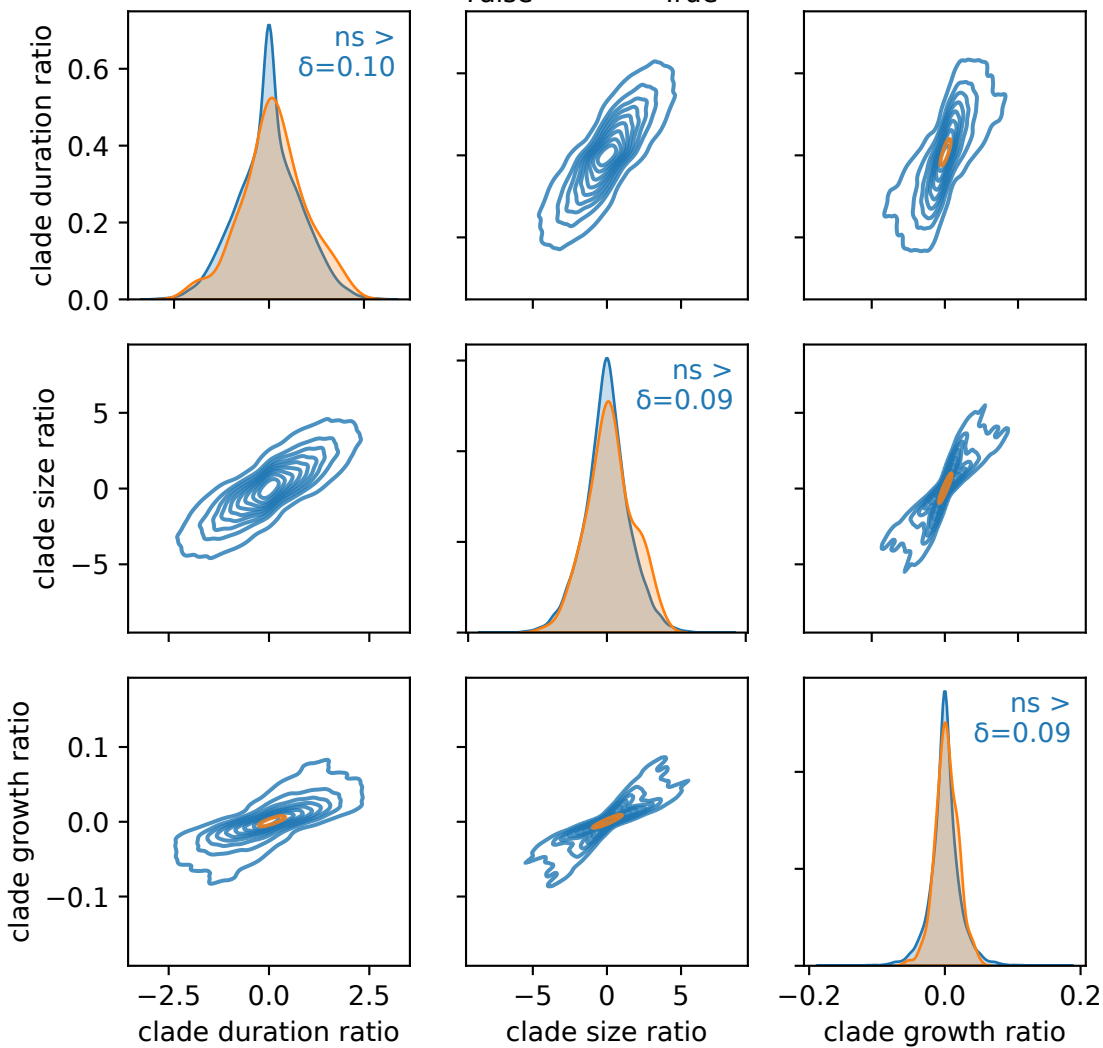 clade duration ratio
0.6
0.4
0.2
0.0
ns >
δ=0.10
clade size ratio
5
0
−5
ns >
δ=0.09
clade growth ratio
0.1
0.0
−0.1
ns >
δ=0.09
−2.5 0.0 2.5
−5 0 5
−0.2 0.0 0.2
clade duration ratio
clade size ratio
clade growth ratio